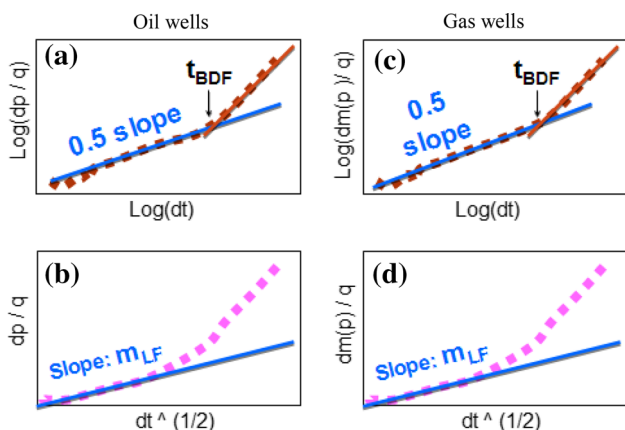 Oil wells
Gas wells
(a)
t_BDF
0.5 slope
Log(dp / q)
Log(dt)
(c)
t_BDF
0.5
slope
Log(dm(p )/ q)
Log(dt)
(b)
Slope: m_LF
dp / q
dt ^ (1/2)
(d)
Slope: m_LF
dm(p) / q
dt ^ (1/2)